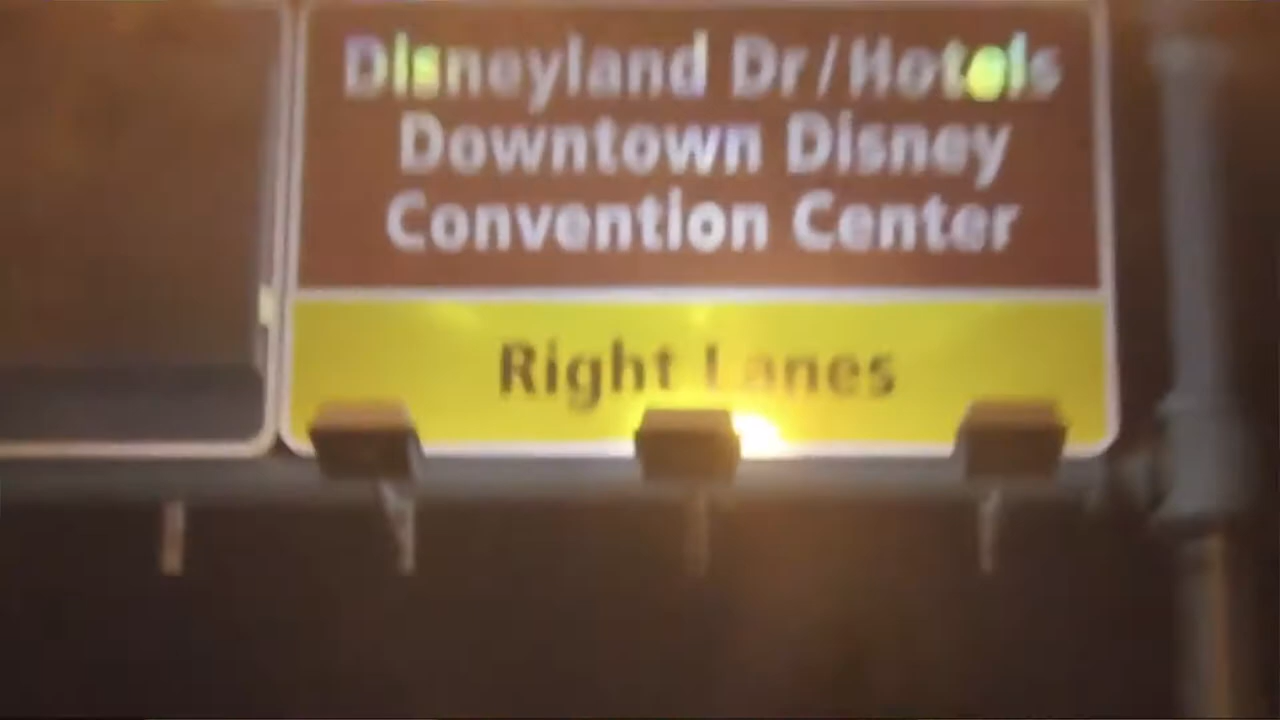 Disneyland Dr / Hotels
Downtown Disney
Convention Center
Right Lanes